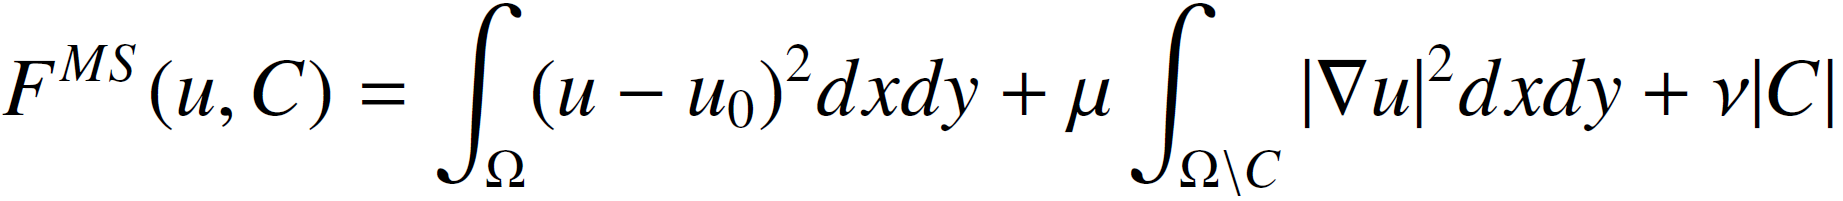 F^{MS}(u, C) = ∫_Ω (u − u_0)^2 dxdy + μ ∫_{Ω\C} |∇u|^2 dxdy + ν|C|